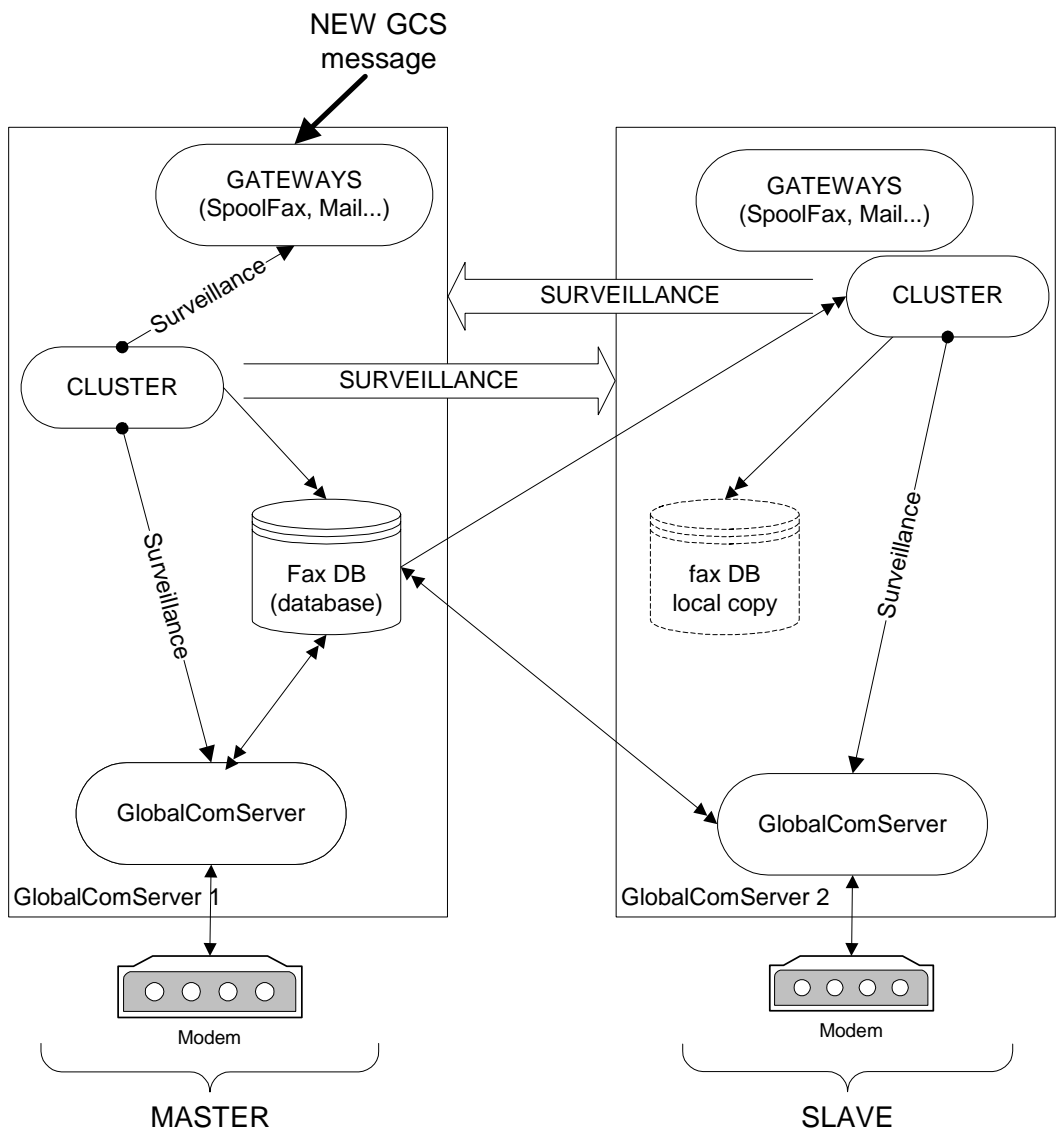 NEW GCS
message
GATEWAYS
(SpoolFax, Mail...)
Surveillance
CLUSTER
SURVEILLANCE
Surveillance
Fax DB
(database)
GlobalComServer
GlobalComServer 1
Modem
MASTER
GATEWAYS
(SpoolFax, Mail...)
SURVEILLANCE
CLUSTER
fax DB
local copy
Surveillance
GlobalComServer
GlobalComServer 2
Modem
SLAVE